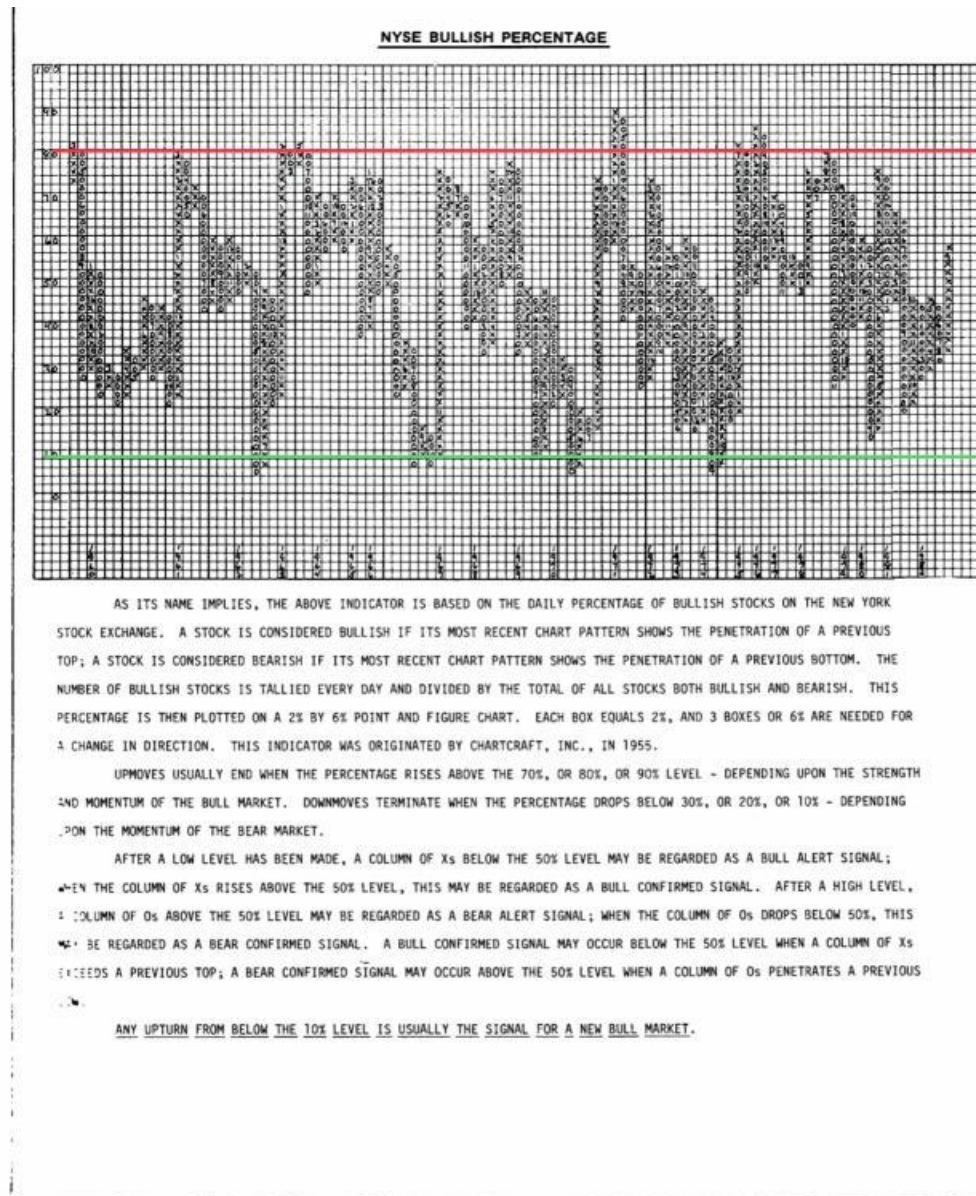 NYSE BULLISH PERCENTAGE
100
90
80
70
60
50
40
30
20
10
0
AS ITS NAME IMPLIES, THE ABOVE INDICATOR IS BASED ON THE DAILY PERCENTAGE OF BULLISH STOCKS ON THE NEW YORK
STOCK EXCHANGE. A STOCK IS CONSIDERED BULLISH IF ITS MOST RECENT CHART PATTERN SHOWS THE PENETRATION OF A PREVIOUS
TOP; A STOCK IS CONSIDERED BEARISH IF ITS MOST RECENT CHART PATTERN SHOWS THE PENETRATION OF A PREVIOUS BOTTOM. THE
NUMBER OF BULLISH STOCKS IS TALLIED EVERY DAY AND DIVIDED BY THE TOTAL OF ALL STOCKS BOTH BULLISH AND BEARISH. THIS
PERCENTAGE IS THEN PLOTTED ON A 2% BY 6% POINT AND FIGURE CHART. EACH BOX EQUALS 2%, AND 3 BOXES OR 6% ARE NEEDED FOR
A CHANGE IN DIRECTION. THIS INDICATOR WAS ORIGINATED BY CHARTCRAFT, INC., IN 1955.
UPMOVES USUALLY END WHEN THE PERCENTAGE RISES ABOVE THE 70%, OR 80%, OR 90% LEVEL - DEPENDING UPON THE STRENGTH
AND MOMENTUM OF THE BULL MARKET. DOWNMOVES TERMINATE WHEN THE PERCENTAGE DROPS BELOW 30%, OR 20%, OR 10% - DEPENDING
UPON THE MOMENTUM OF THE BEAR MARKET.
AFTER A LOW LEVEL HAS BEEN MADE, A COLUMN OF Xs BELOW THE 50% LEVEL MAY BE REGARDED AS A BULL ALERT SIGNAL;
WHEN THE COLUMN OF Xs RISES ABOVE THE 50% LEVEL, THIS MAY BE REGARDED AS A BULL CONFIRMED SIGNAL. AFTER A HIGH LEVEL,
A COLUMN OF Os ABOVE THE 50% LEVEL MAY BE REGARDED AS A BEAR ALERT SIGNAL; WHEN THE COLUMN OF Os DROPS BELOW 50%, THIS
MAY BE REGARDED AS A BEAR CONFIRMED SIGNAL. A BULL CONFIRMED SIGNAL MAY OCCUR BELOW THE 50% LEVEL WHEN A COLUMN OF Xs
EXCEEDS A PREVIOUS TOP; A BEAR CONFIRMED SIGNAL MAY OCCUR ABOVE THE 50% LEVEL WHEN A COLUMN OF Os PENETRATES A PREVIOUS
ANY UPTURN FROM BELOW THE 10% LEVEL IS USUALLY THE SIGNAL FOR A NEW BULL MARKET.